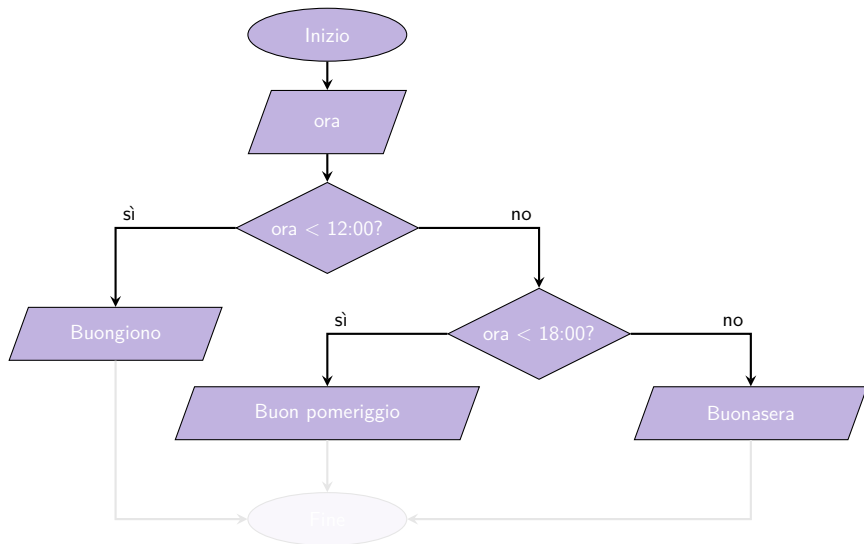 Inizio
ora
ora < 12:00?
sì
no
Buongiono
ora < 18:00?
sì
no
Buon pomeriggio
Buonasera
Fine